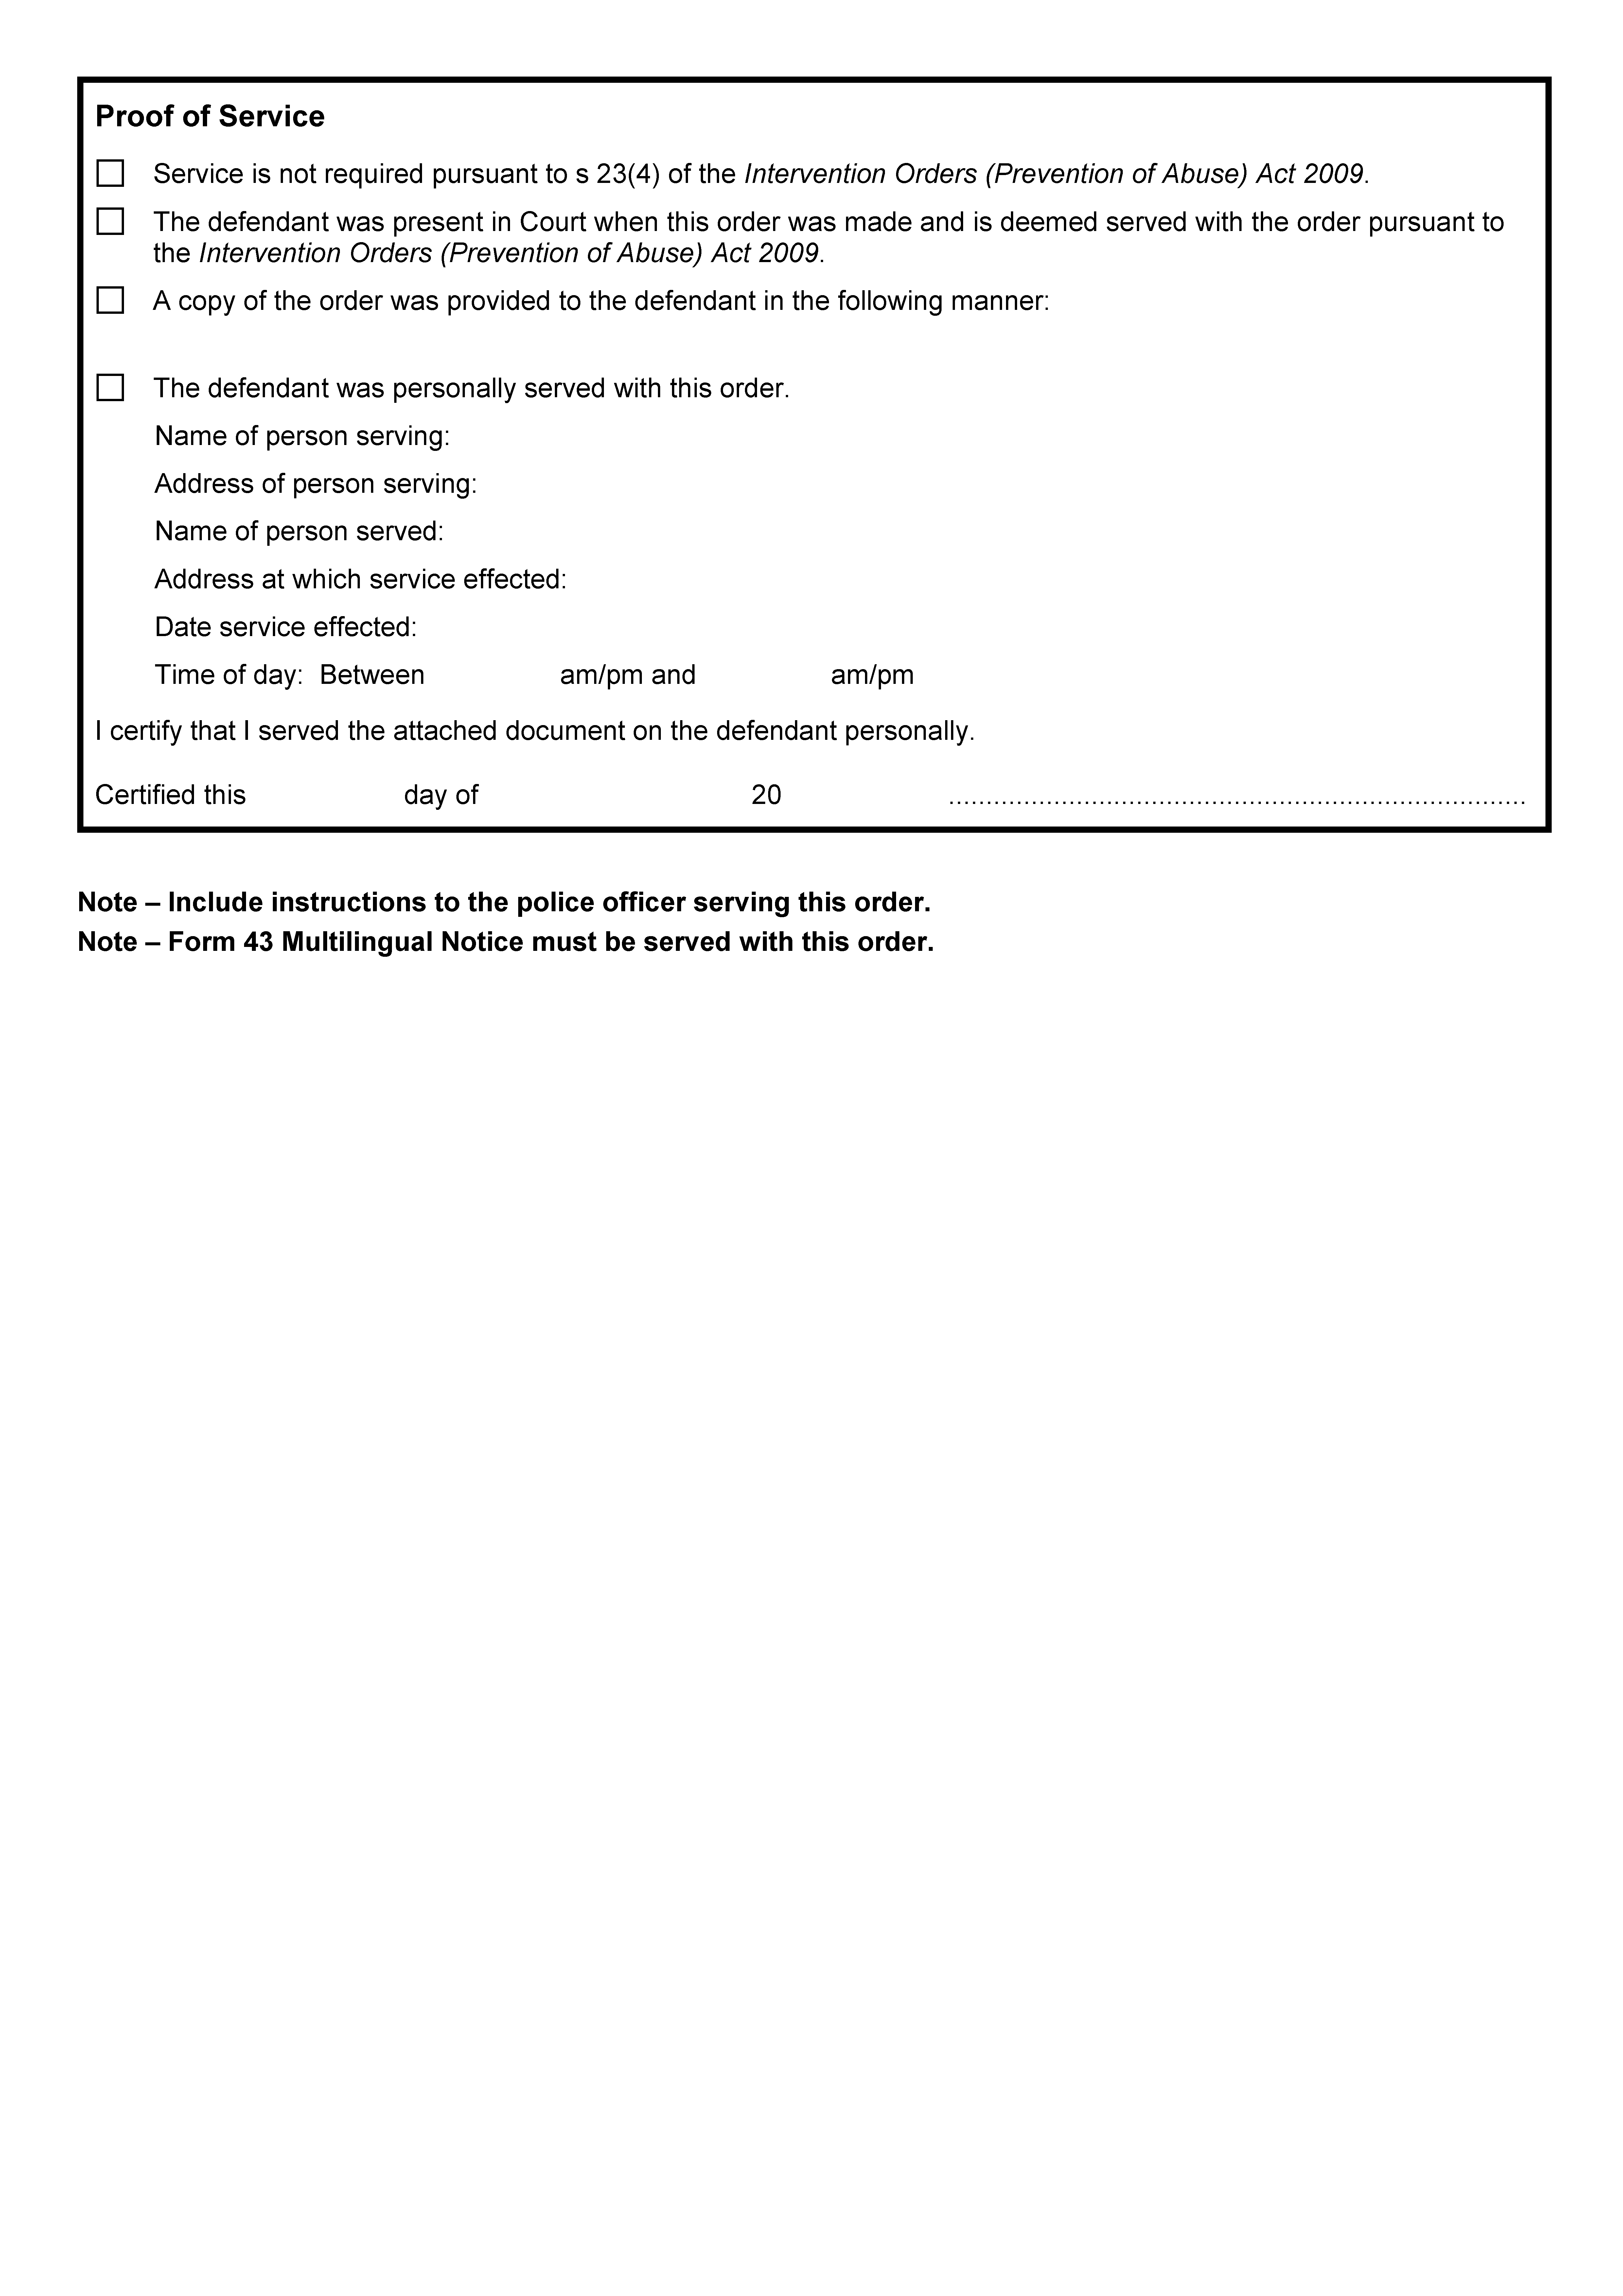 Proof of Service
Service is not required pursuant to s 23(4) of the Intervention Orders (Prevention of Abuse) Act 2009.
The defendant was present in Court when this order was made and is deemed served with the order pursuant to
the Intervention Orders (Prevention of Abuse) Act 2009.
A copy of the order was provided to the defendant in the following manner:
The defendant was personally served with this order.
Name of person serving:
Address of person serving:
Name of person served:
Address at which service effected:
Date service effected:
Time of day: Between am/pm and am/pm
I certify that I served the attached document on the defendant personally.
Certified this day of 20 .............................................................................
Note – Include instructions to the police officer serving this order.
Note – Form 43 Multilingual Notice must be served with this order.